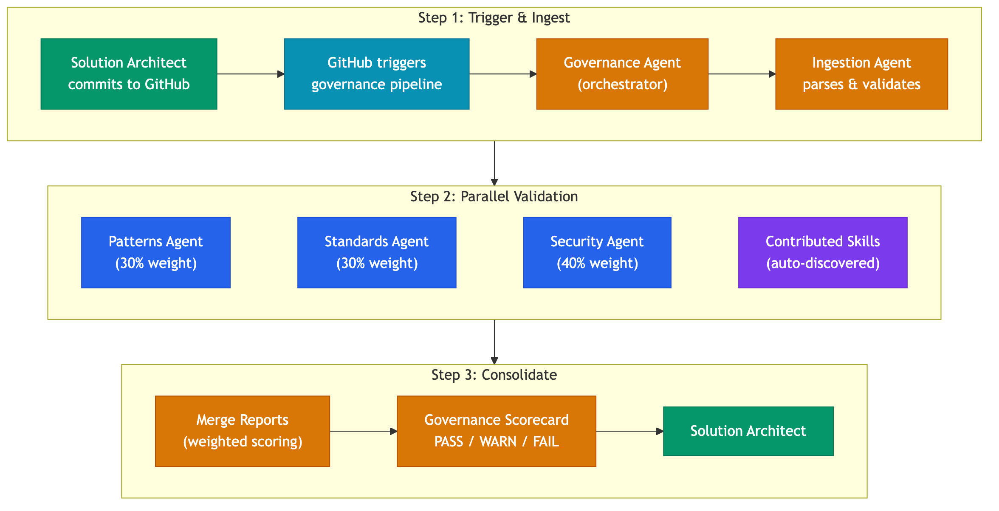 Step 1: Trigger & Ingest
Solution Architect
commits to GitHub
GitHub triggers
governance pipeline
Governance Agent
(orchestrator)
Ingestion Agent
parses & validates
Step 2: Parallel Validation
Patterns Agent
(30% weight)
Standards Agent
(30% weight)
Security Agent
(40% weight)
Contributed Skills
(auto-discovered)
Step 3: Consolidate
Merge Reports
(weighted scoring)
Governance Scorecard
PASS / WARN / FAIL
Solution Architect